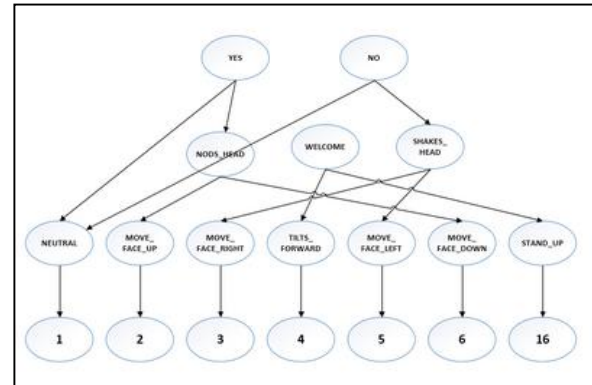 YES
NO
NODS_HEAD
WELCOME
SHAKES_
HEAD
NEUTRAL
MOVE_
FACE_UP
MOVE_
FACE_RIGHT
TILTS_
FORWARD
MOVE_
FACE_LEFT
MOVE_
FACE_DOWN
STAND_UP
1
2
3
4
5
6
16